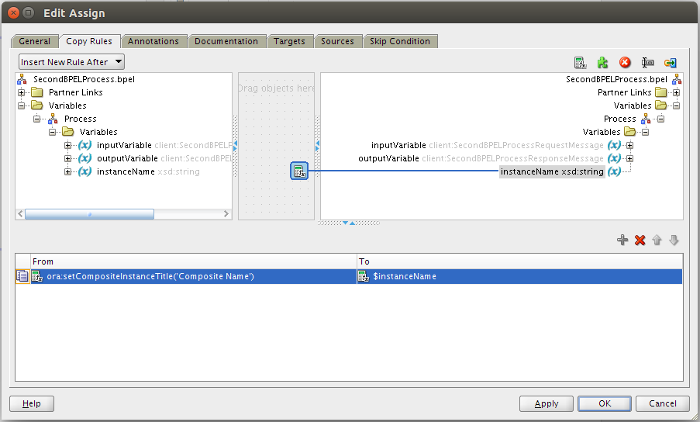 Edit Assign
General Copy Rules Annotations Documentation Targets Sources Skip Condition
Insert New Rule After
SecondBPELProcess.bpel
Partner Links
Variables
Process
Variables
inputVariable client:SecondBPELP
outputVariable client:SecondBPEL
instanceName xsd:string
Drag objects here
SecondBPELProcess.bpel
Partner Links
Variables
Process
Variables
inputVariable client:SecondBPELProcessRequestMessage
outputVariable client:SecondBPELProcessResponseMessage
instanceName xsd:string
From To
ora:setCompositeInstanceTitle('Composite Name') $instanceName
Help Apply OK Cancel